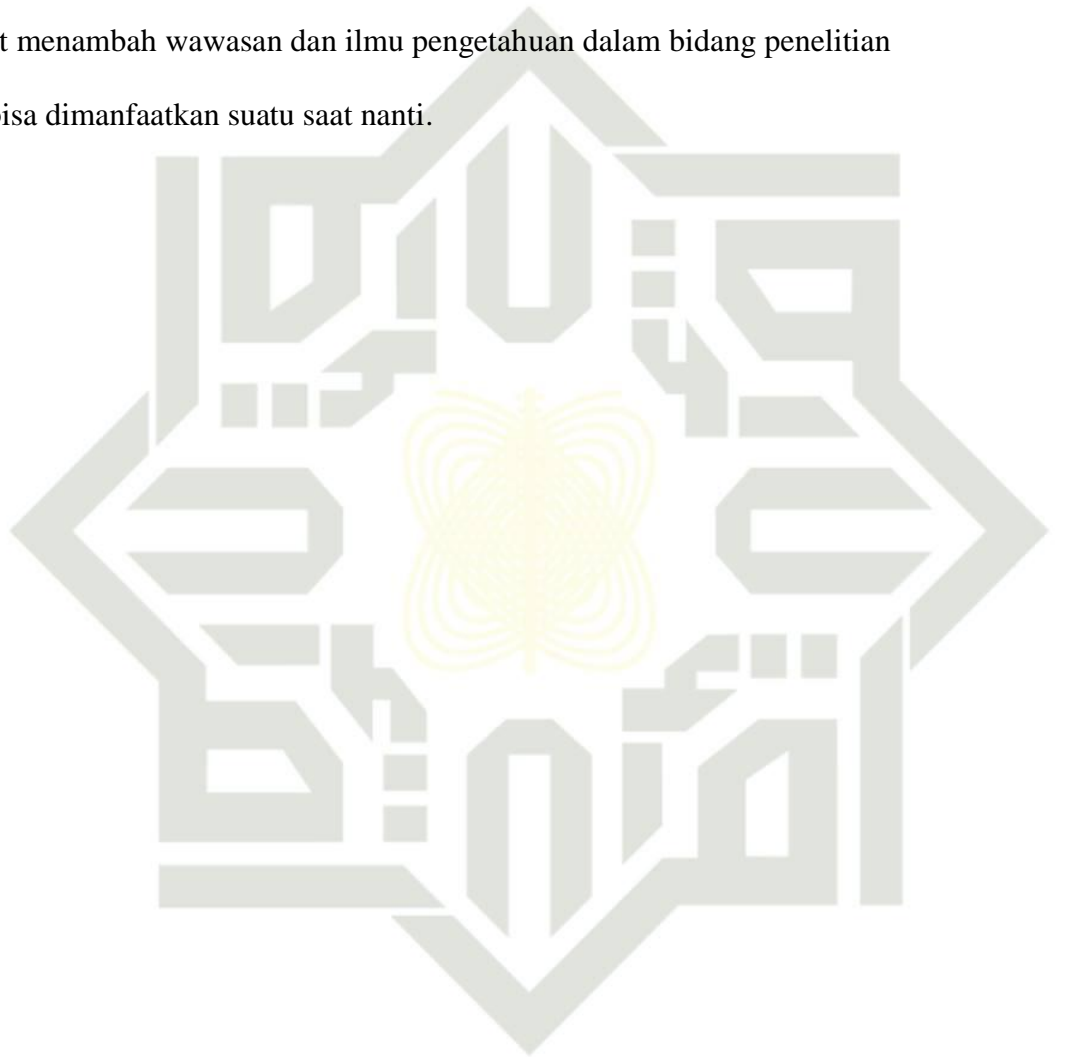 t menambah wawasan dan ilmu pengetahuan dalam bidang penelitian
bisa dimanfaatkan suatu saat nanti.